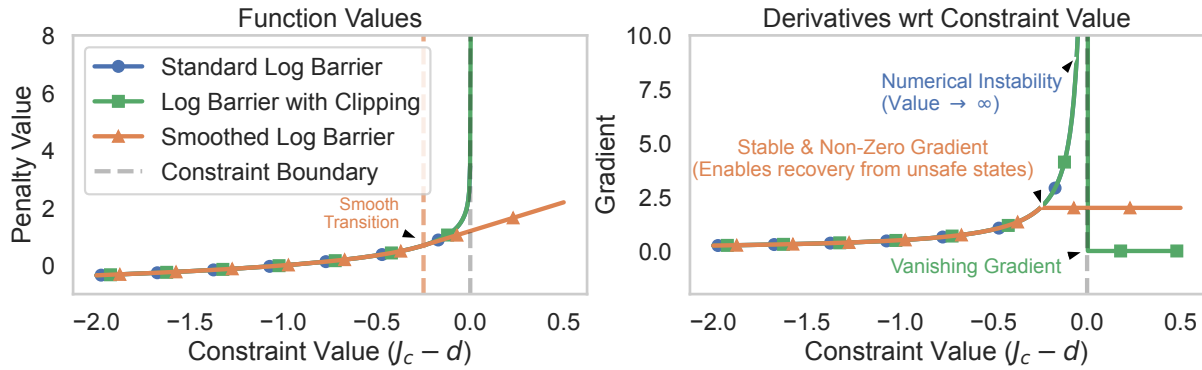 Function Values
8
6
4
2
0
Penalty Value
Standard Log Barrier
Log Barrier with Clipping
Smoothed Log Barrier
Constraint Boundary
Smooth
Transition
−2.0 −1.5 −1.0 −0.5 0.0 0.5
Constraint Value (J_c − d)
Derivatives wrt Constraint Value
10.0
7.5
5.0
2.5
0.0
Gradient
Numerical Instability
(Value → ∞)
Stable & Non-Zero Gradient
(Enables recovery from unsafe states)
Vanishing Gradient
−2.0 −1.5 −1.0 −0.5 0.0 0.5
Constraint Value (J_c − d)